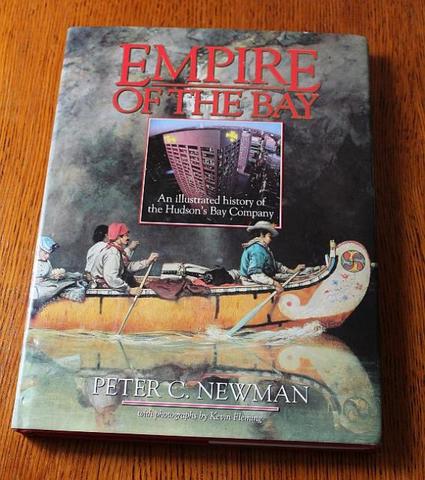 EMPIRE
OF THE BAY
An illustrated history of
the Hudson's Bay Company
PETER C. NEWMAN
with photographs by Kevin Fleming